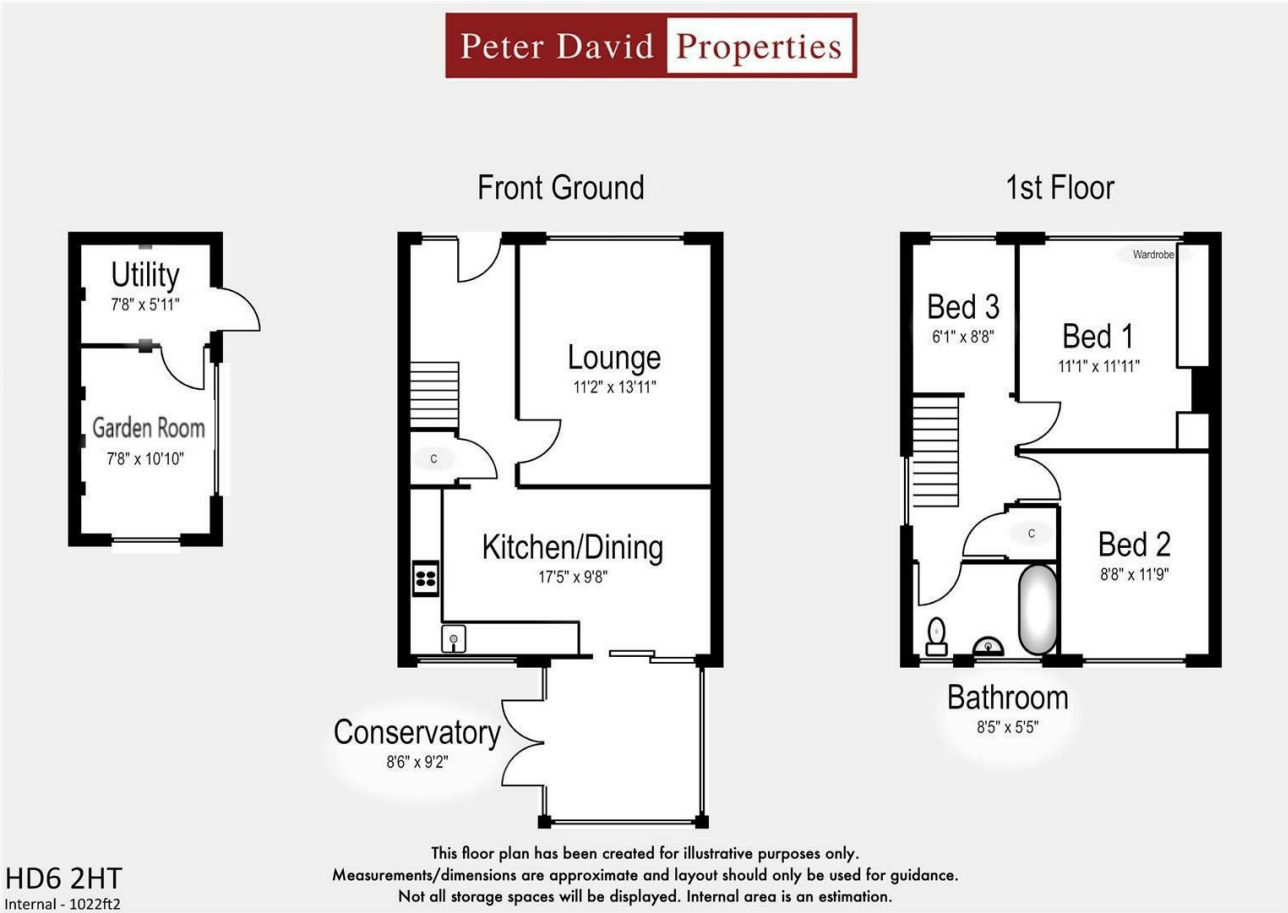 Peter David Properties
Front Ground
1st Floor
Utility
7'8" x 5'11"
Garden Room
7'8" x 10'10"
Lounge
11'2" x 13'11"
C
Kitchen/Dining
17'5" x 9'8"
Conservatory
8'6" x 9'2"
Wardrobe
Bed 3
6'1" x 8'8"
Bed 1
11'1" x 11'11"
C
Bed 2
8'8" x 11'9"
Bathroom
8'5" x 5'5"
This floor plan has been created for illustrative purposes only.
Measurements/dimensions are approximate and layout should only be used for guidance.
Not all storage spaces will be displayed. Internal area is an estimation.
HD6 2HT
Internal - 1022ft2